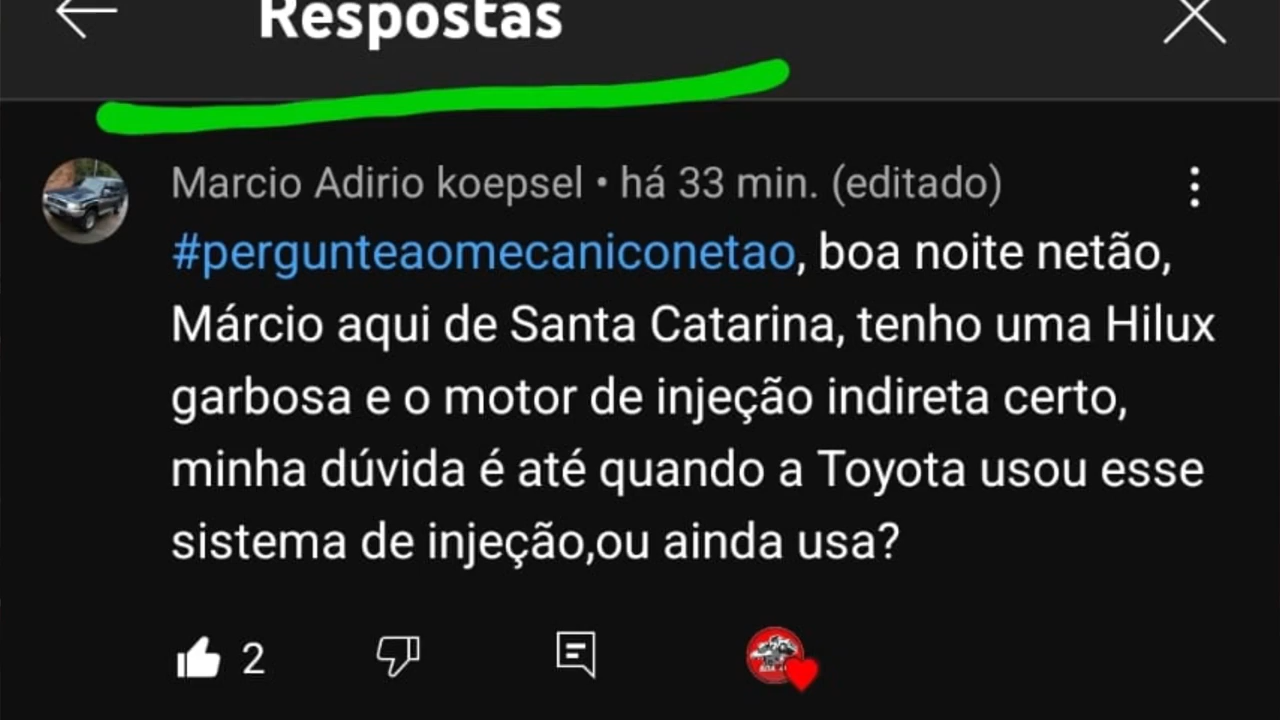 Respostas
Marcio Adirio koepsel • há 33 min. (editado)
#pergunteaomecaniconetao, boa noite netão,
Márcio aqui de Santa Catarina, tenho uma Hilux
garbosa e o motor de injeção indireta certo,
minha dúvida é até quando a Toyota usou esse
sistema de injeção,ou ainda usa?
2